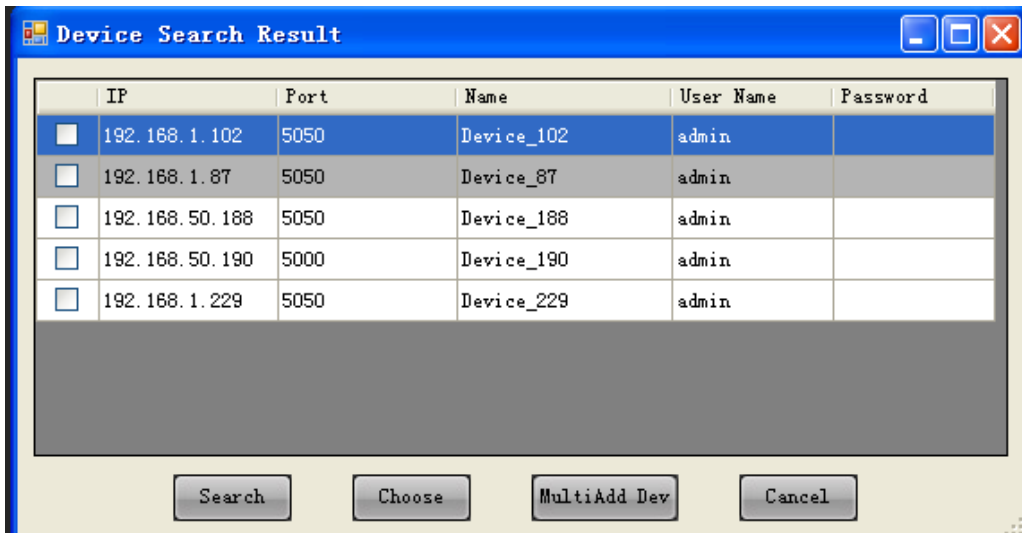 Device Search Result
IP Port Name User Name Password
192.168.1.102 5050 Device_102 admin
192.168.1.87 5050 Device_87 admin
192.168.50.188 5050 Device_188 admin
192.168.50.190 5000 Device_190 admin
192.168.1.229 5050 Device_229 admin
Search Choose MultiAdd Dev Cancel